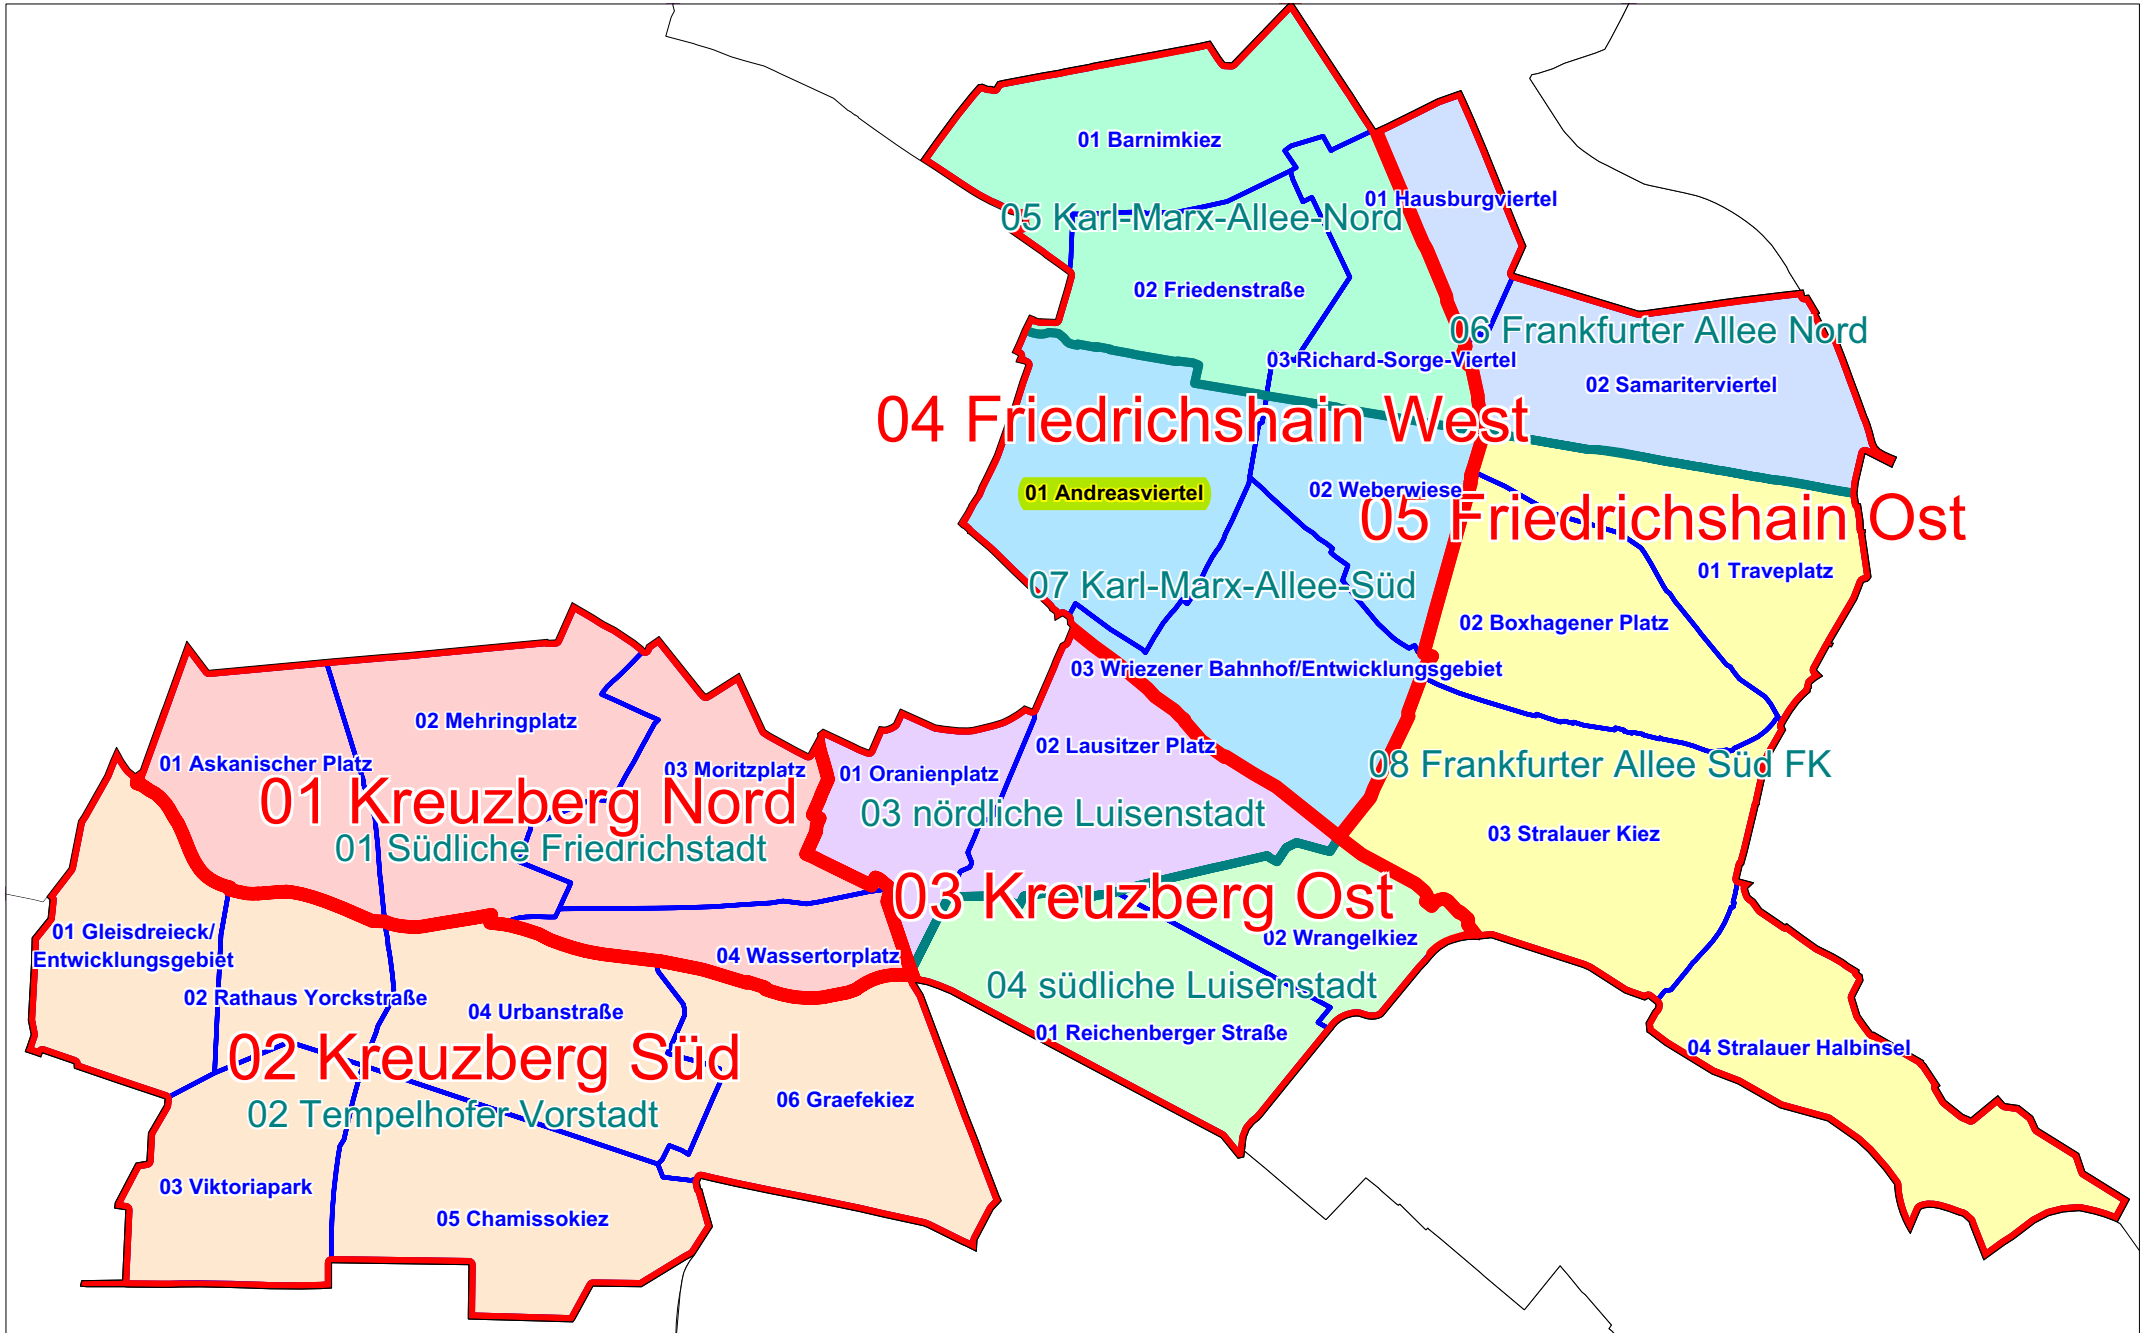 01 Barnimkiez
01 Hausburgviertel
05 Karl-Marx-Allee-Nord
02 Friedenstraße
06 Frankfurter Allee Nord
03 Richard-Sorge-Viertel
02 Samariterviertel
04 Friedrichshain West
01 Andreasviertel
02 Weberwiese
05 Friedrichshain Ost
01 Traveplatz
07 Karl-Marx-Allee-Süd
02 Boxhagener Platz
03 Wriezener Bahnhof/Entwicklungsgebiet
02 Mehringplatz
02 Lausitzer Platz
01 Askanischer Platz
03 Moritzplatz
01 Oranienplatz
08 Frankfurter Allee Süd FK
01 Kreuzberg Nord
03 nördliche Luisenstadt
03 Stralauer Kiez
01 Südliche Friedrichstadt
03 Kreuzberg Ost
01 Gleisdreieck/
Entwicklungsgebiet
02 Wrangelkiez
04 Wassertorplatz
04 südliche Luisenstadt
02 Rathaus Yorckstraße
04 Urbanstraße
01 Reichenberger Straße
04 Stralauer Halbinsel
02 Kreuzberg Süd
06 Graefekiez
02 Tempelhofer Vorstadt
03 Viktoriapark
05 Chamissokiez